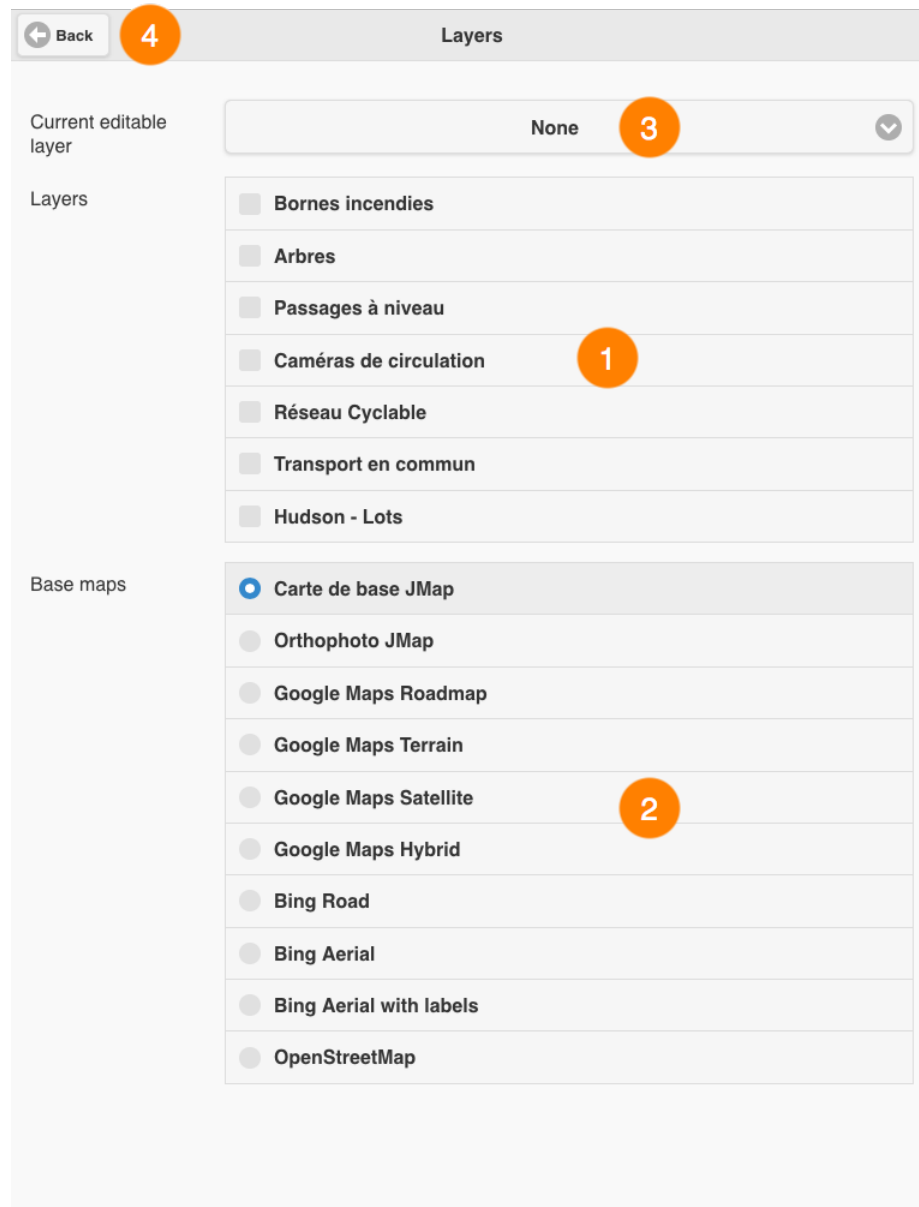 Back 4 Layers
Current editable
layer
None 3
Layers
Bornes incendies
Arbres
Passages à niveau
Caméras de circulation 1
Réseau Cyclable
Transport en commun
Hudson - Lots
Base maps
Carte de base JMap
Orthophoto JMap
Google Maps Roadmap
Google Maps Terrain
Google Maps Satellite 2
Google Maps Hybrid
Bing Road
Bing Aerial
Bing Aerial with labels
OpenStreetMap